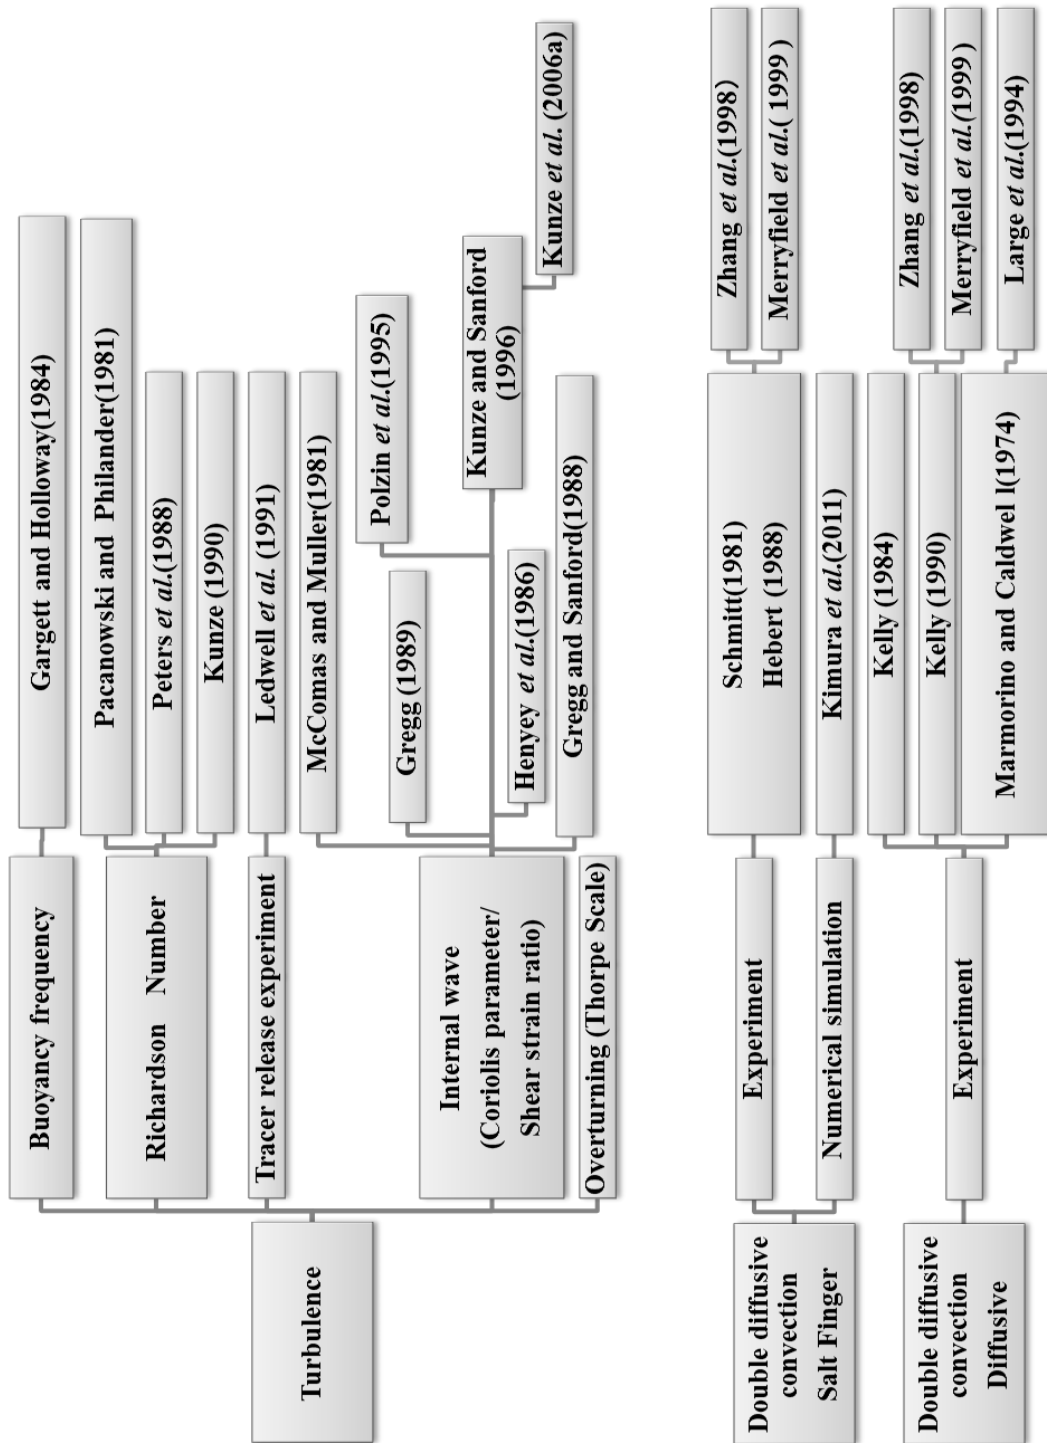 Turbulence
Buoyancy frequency
Gargett and Holloway(1984)
Richardson Number
Pacanowski and Philander(1981)
Peters et al.(1988)
Kunze (1990)
Tracer release experiment
Ledwell et al. (1991)
Internal wave
(Coriolis parameter/
Shear strain ratio)
McComas and Muller(1981)
Gregg (1989)
Polzin et al.(1995)
Kunze and Sanford
(1996)
Kunze et al. (2006a)
Henyey et al.(1986)
Gregg and Sanford(1988)
Overturning (Thorpe Scale)
Double diffusive
convection
Salt Finger
Experiment
Schmitt(1981)
Hebert (1988)
Zhang et al.(1998)
Merryfield et al.( 1999 )
Numerical simulation
Kimura et al.(2011)
Double diffusive
convection
Diffusive
Experiment
Kelly (1984)
Kelly (1990)
Zhang et al.(1998)
Merryfield et al.(1999 )
Marmorino and Caldwel l(1974)
Large et al.(1994)